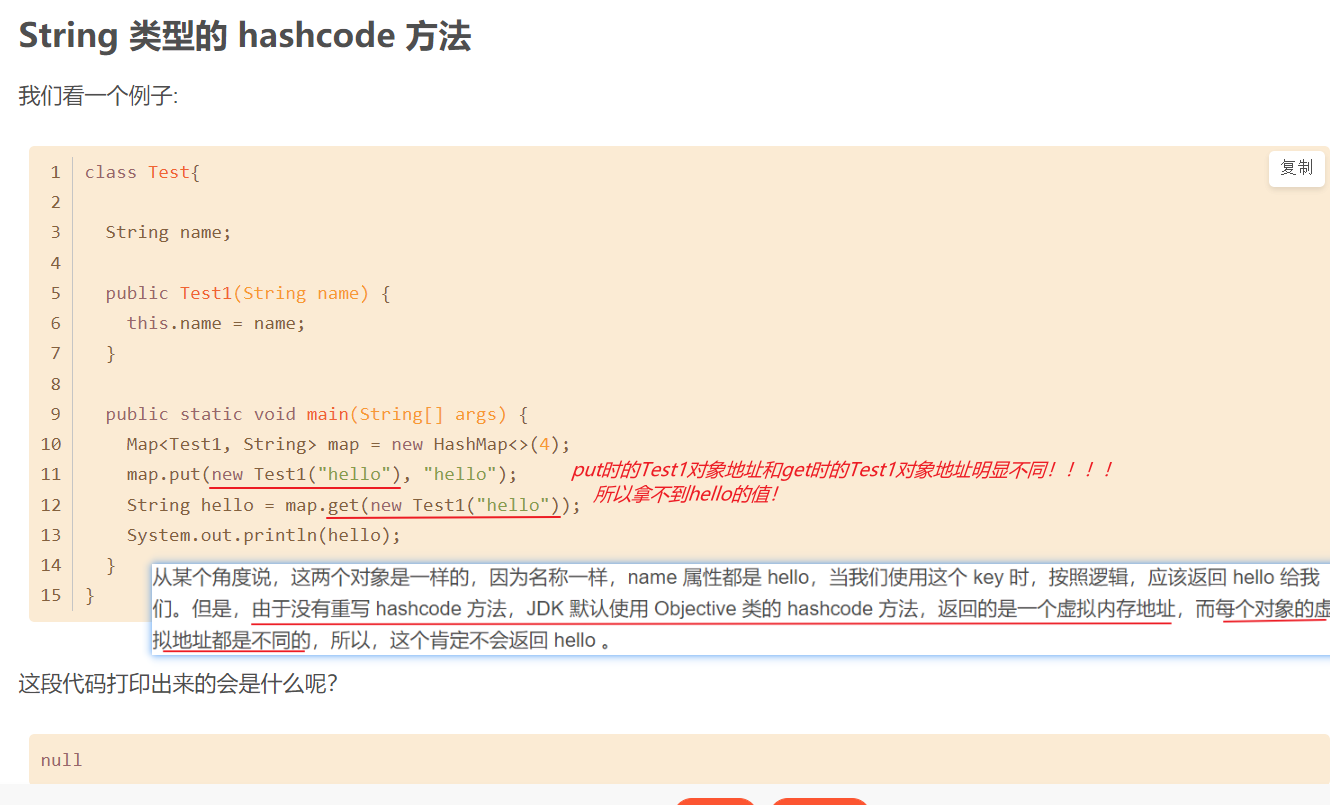 String 类型的 hashcode 方法
我们看一个例子:
复制
1 class Test{
2
3 String name;
4
5 public Test1(String name) {
6 this.name = name;
7 }
8
9 public static void main(String[] args) {
10 Map<Test1, String> map = new HashMap<>(4);
11 map.put(new Test1("hello"), "hello");
put时的Test1对象地址和get时的Test1对象地址明显不同！！！！
所以拿不到hello的值！
12 String hello = map.get(new Test1("hello"));
13 System.out.println(hello);
14 }
15 }
从某个角度说，这两个对象是一样的，因为名称一样，name 属性都是 hello，当我们使用这个 key 时，按照逻辑，应该返回 hello 给我
们。但是，由于没有重写 hashcode 方法，JDK 默认使用 Objective 类的 hashcode 方法，返回的是一个虚拟内存地址，而每个对象的虚
拟地址都是不同的，所以，这个肯定不会返回 hello 。
这段代码打印出来的会是什么呢？
null